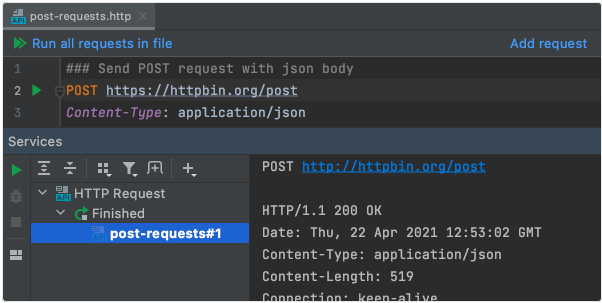 post-requests.http
Run all requests in file
Add request
1 ### Send POST request with json body
2 POST https://httpbin.org/post
3 Content-Type: application/json
Services
HTTP Request
Finished
post-requests#1
POST http://httpbin.org/post
HTTP/1.1 200 OK
Date: Thu, 22 Apr 2021 12:53:02 GMT
Content-Type: application/json
Content-Length: 519
Connection: keep-alive